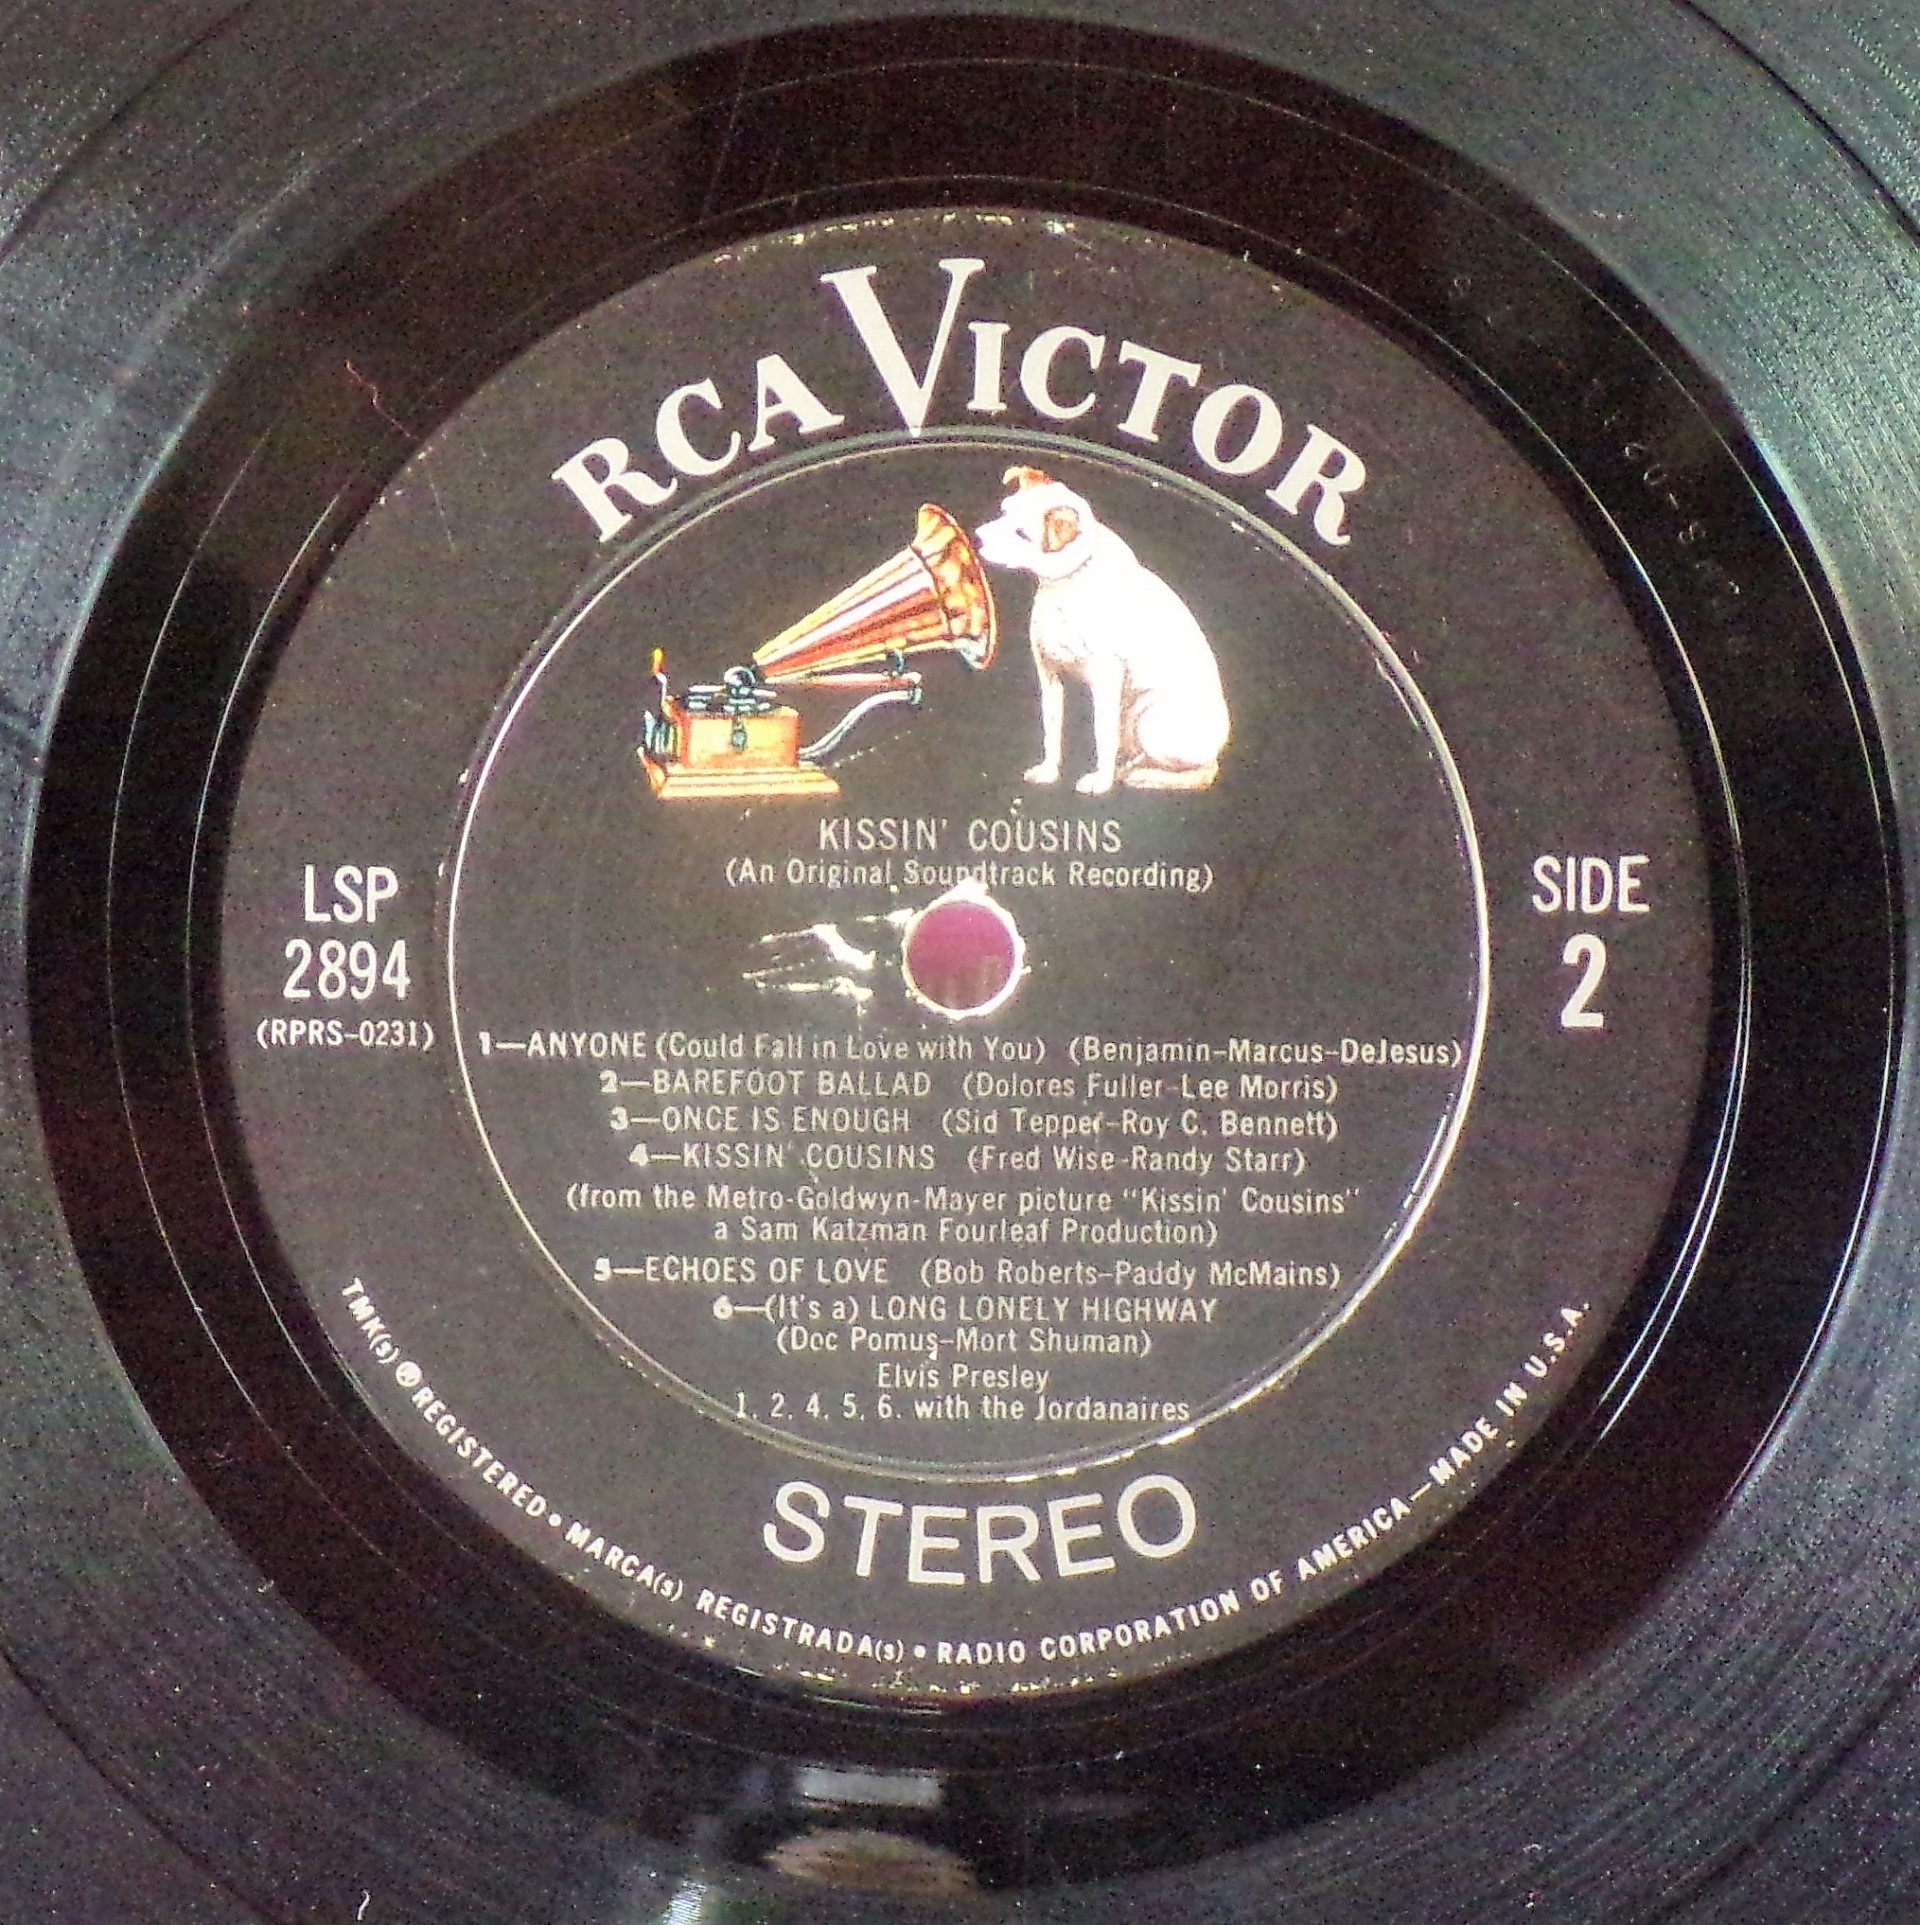 RCA VICTOR
KISSIN' COUSINS
(An Original Soundtrack Recording)
LSP
2894
(RPRS-0231)
SIDE
2
1—ANYONE (Could Fall in Love with You) (Benjamin-Marcus-DeJesus)
2—BAREFOOT BALLAD (Dolores Fuller-Lee Morris)
3—ONCE IS ENOUGH (Sid Tepper-Roy C. Bennett)
4—KISSIN' COUSINS (Fred Wise-Randy Starr)
(from the Metro-Goldwyn-Mayer picture "Kissin' Cousins"
a Sam Katzman Fourleaf Production)
5—ECHOES OF LOVE (Bob Roberts-Paddy McMains)
6—(It's a) LONG LONELY HIGHWAY
(Doc Pomus-Mort Shuman)
Elvis Presley
1, 2, 4, 5, 6, with the Jordanaires
STEREO
TMK(s) ® REGISTERED • MARCA(s) REGISTRADA(s) • RADIO CORPORATION OF AMERICA—MADE IN U.S.A.